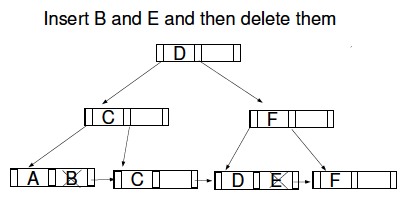 Insert B and E and then delete them
D
C F
A B C D E F